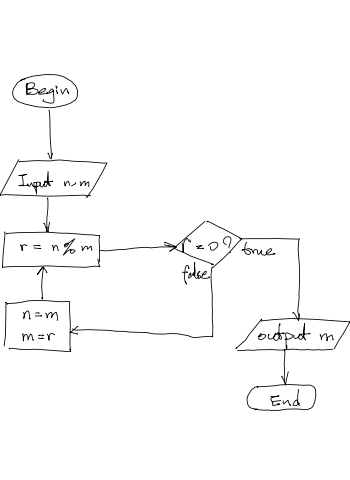 Begin
Input n, m
r = n % m
r = 0?
true
false
n=m
m=r
output m
End